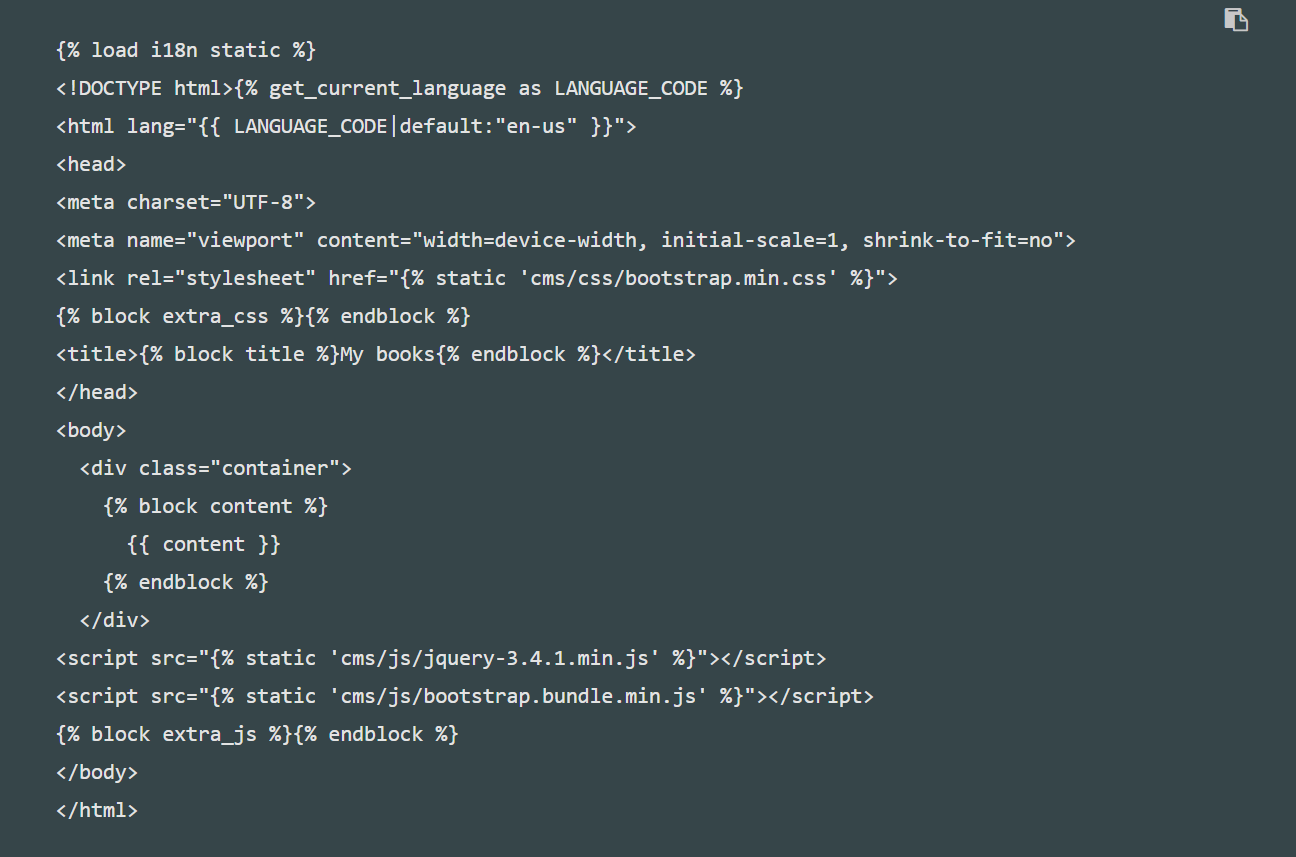 {% load i18n static %}
<!DOCTYPE html>{% get_current_language as LANGUAGE_CODE %}
<html lang="{{ LANGUAGE_CODE|default:"en-us" }}">
<head>
<meta charset="UTF-8">
<meta name="viewport" content="width=device-width, initial-scale=1, shrink-to-fit=no">
<link rel="stylesheet" href="{% static 'cms/css/bootstrap.min.css' %}">
{% block extra_css %}{% endblock %}
<title>{% block title %}My books{% endblock %}</title>
</head>
<body>
  <div class="container">
    {% block content %}
      {{ content }}
    {% endblock %}
  </div>
<script src="{% static 'cms/js/jquery-3.4.1.min.js' %}"></script>
<script src="{% static 'cms/js/bootstrap.bundle.min.js' %}"></script>
{% block extra_js %}{% endblock %}
</body>
</html>